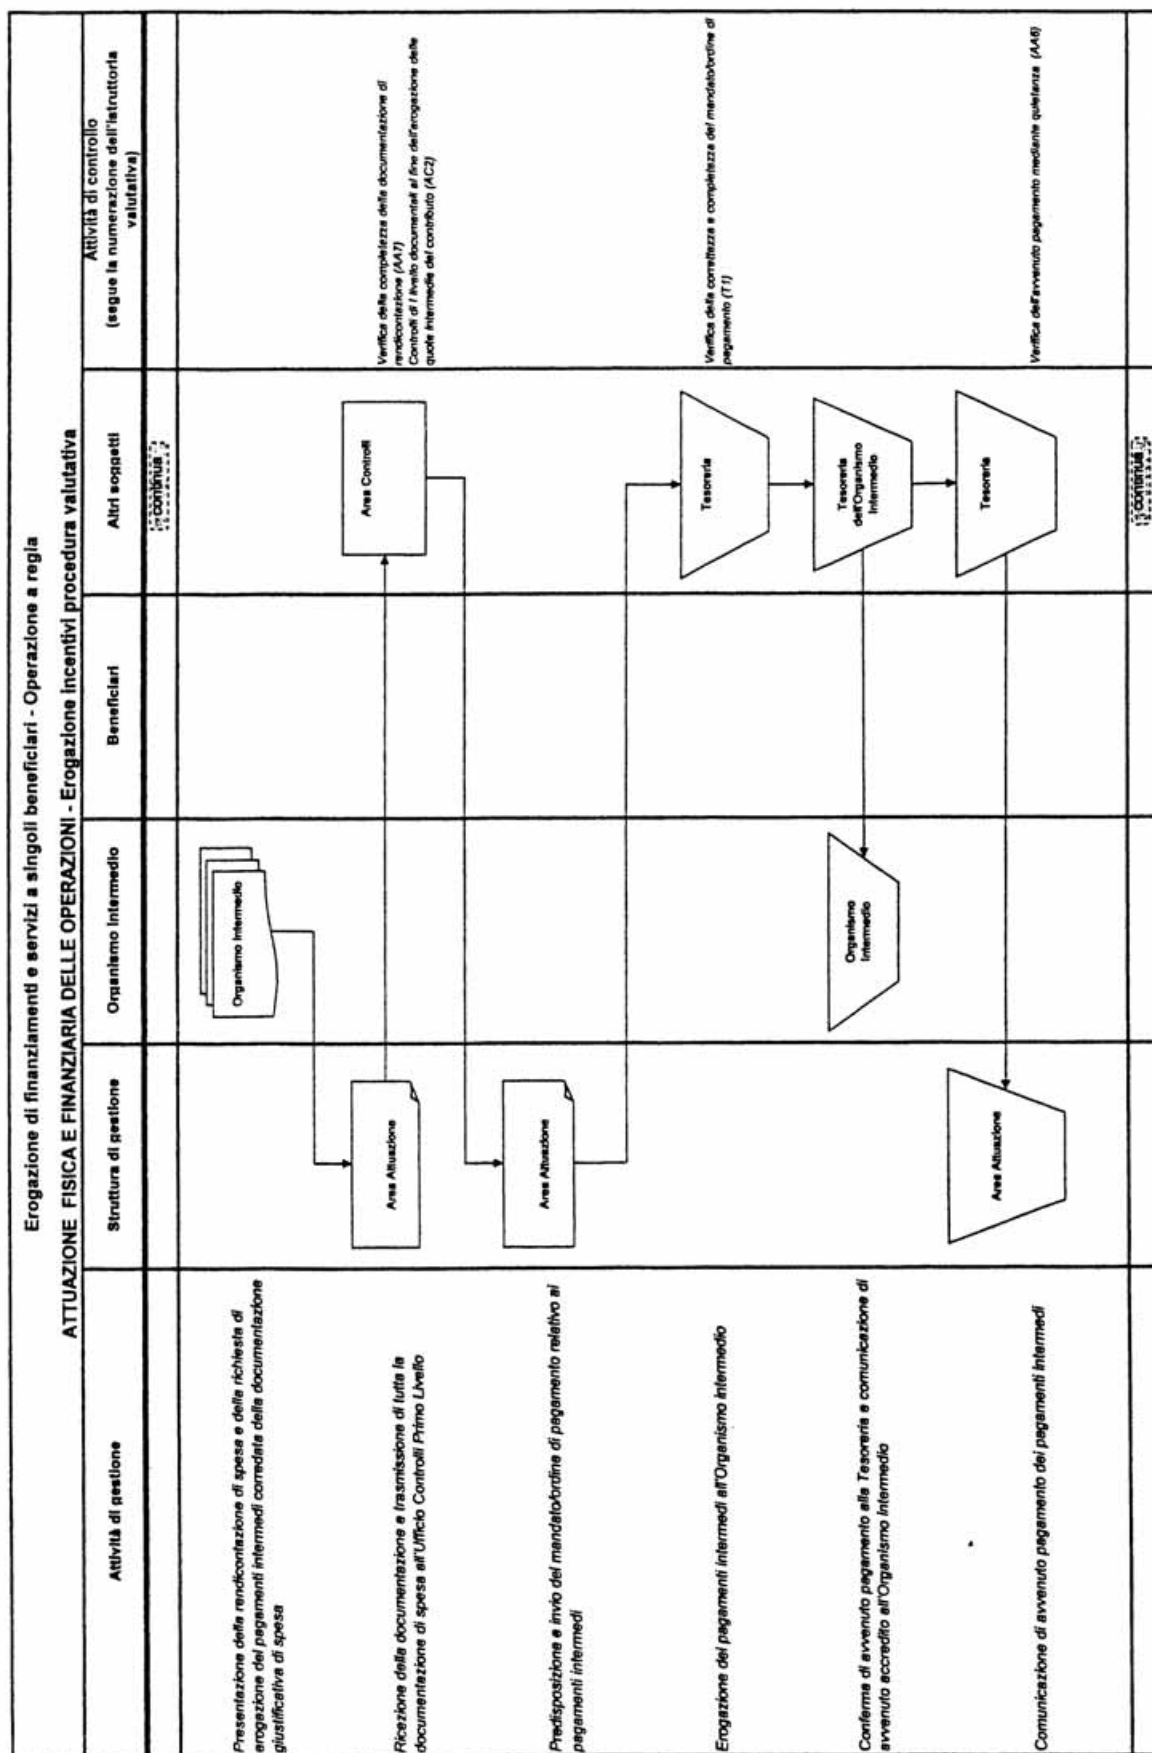 Erogazione di finanziamenti e servizi a singoli beneficiari - Operazione a regia
ATTUAZIONE FISICA E FINANZIARIA DELLE OPERAZIONI - Erogazione incentivi procedura valutativa
Attività di gestione
Struttura di gestione
Organismo Intermedio
Beneficiari
Altri soggetti
Attività di controllo
(segue la numerazione dell'istruttoria
valutativa)
continua
Presentazione della rendicontazione di spesa e della richiesta di
erogazione dei pagamenti intermedi corredata della documentazione
giustificativa di spesa
Organismo Intermedio
Ricezione della documentazione e trasmissione di tutta la
documentazione di spesa all'Ufficio Controlli Primo Livello
Area Attuazione
Area Controlli
Verifica della completezza della documentazione di
rendicontazione (AA7)
Controlli di I livello documentali al fine dell'erogazione delle
quote intermedie del contributo (AC2)
Predisposizione e invio del mandato/ordine di pagamento relativo ai
pagamenti intermedi
Area Attuazione
Erogazione dei pagamenti intermedi all'Organismo intermedio
Tesoreria
Verifica della correttezza e completezza del mandato/ordine di
pagamento (T1)
Conferma di avvenuto pagamento alla Tesoreria e comunicazione di
avvenuto accredito all'Organismo Intermedio
Organismo
Intermedio
Tesoreria
dell'Organismo
Intermedio
Comunicazione di avvenuto pagamento dei pagamenti intermedi
Area Attuazione
Tesoreria
Verifica dell'avvenuto pagamento mediante quietanza (AA6)
continua